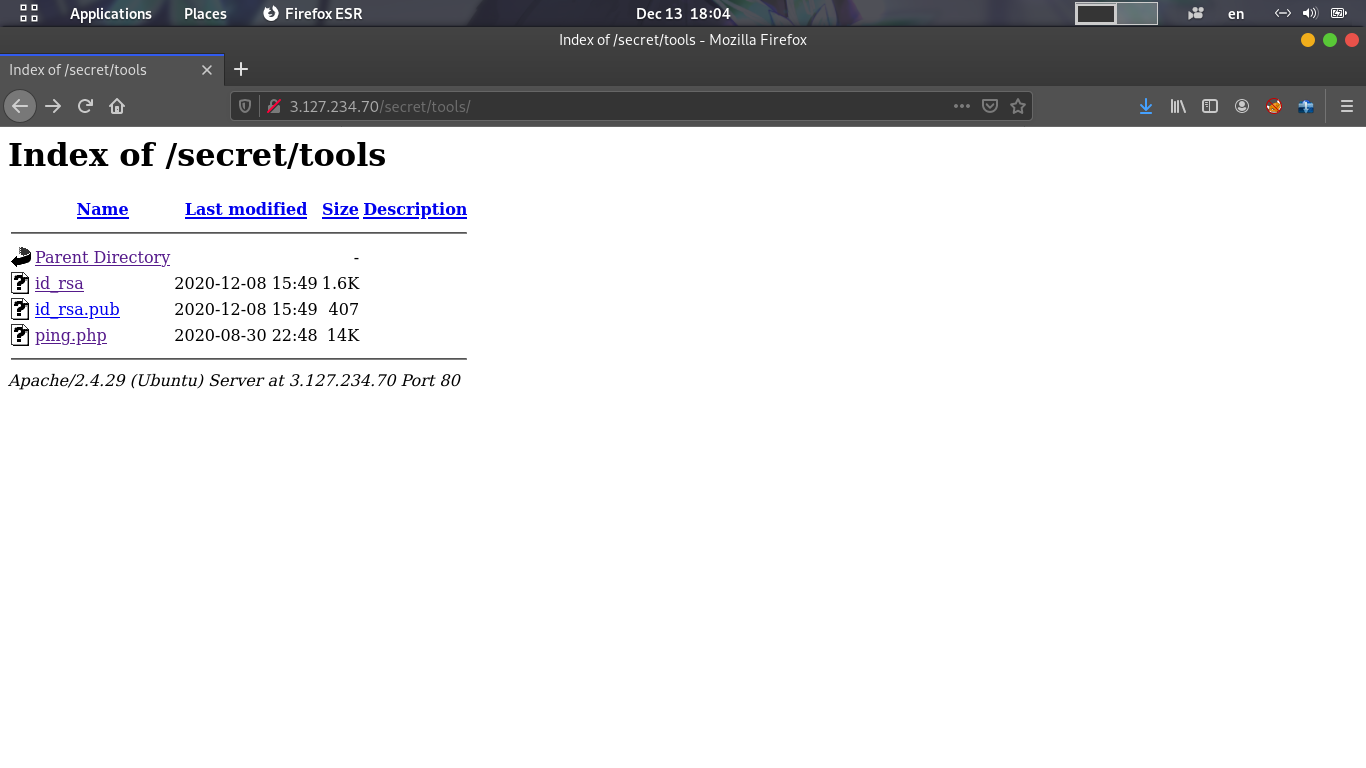 Applications Places Firefox ESR Dec 13 18:04 en
Index of /secret/tools - Mozilla Firefox
Index of /secret/tools
3.127.234.70/secret/tools/
Index of /secret/tools
Name Last modified Size Description
Parent Directory -
id_rsa 2020-12-08 15:49 1.6K
id_rsa.pub 2020-12-08 15:49 407
ping.php 2020-08-30 22:48 14K
Apache/2.4.29 (Ubuntu) Server at 3.127.234.70 Port 80